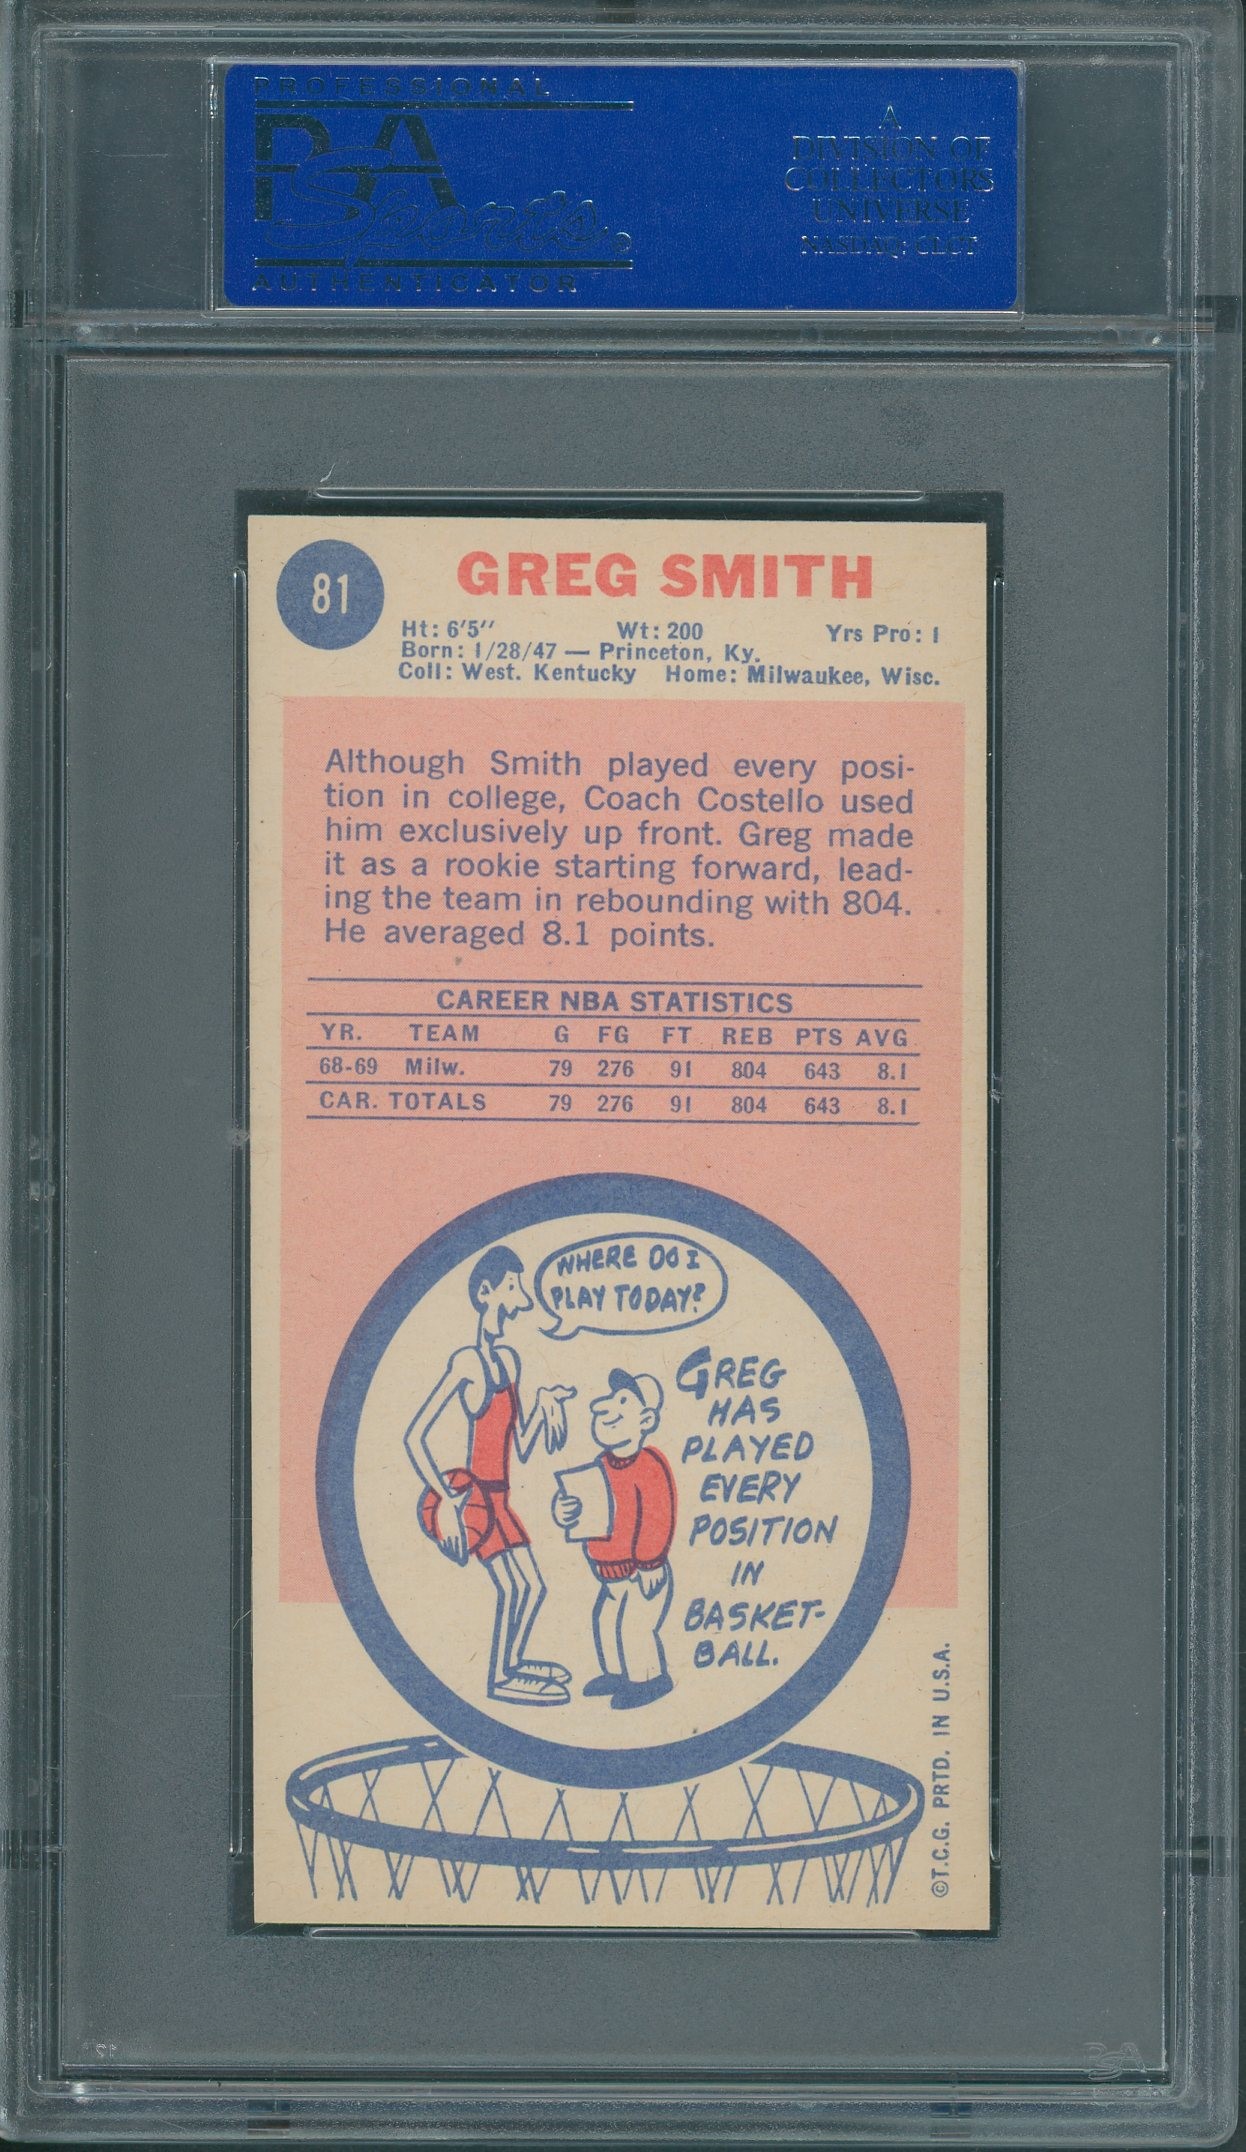 PROFESSIONAL
PSA
Sports ®
AUTHENTICATOR
A
DIVISION OF
COLLECTORS
UNIVERSE
NASDAQ: CLCT
81
GREG SMITH
Ht: 6'5" Wt: 200 Yrs Pro: 1
Born: 1/28/47 — Princeton, Ky.
Coll: West. Kentucky Home: Milwaukee, Wisc.
Although Smith played every posi-
tion in college, Coach Costello used
him exclusively up front. Greg made
it as a rookie starting forward, lead-
ing the team in rebounding with 804.
He averaged 8.1 points.
CAREER NBA STATISTICS
YR. TEAM G FG FT REB PTS AVG
68-69 Milw. 79 276 91 804 643 8.1
CAR. TOTALS 79 276 91 804 643 8.1
WHERE DO I
PLAY TODAY?
GREG
HAS
PLAYED
EVERY
POSITION
IN
BASKET-
BALL.
©T.C.G. PRTD. IN U.S.A.
PSA